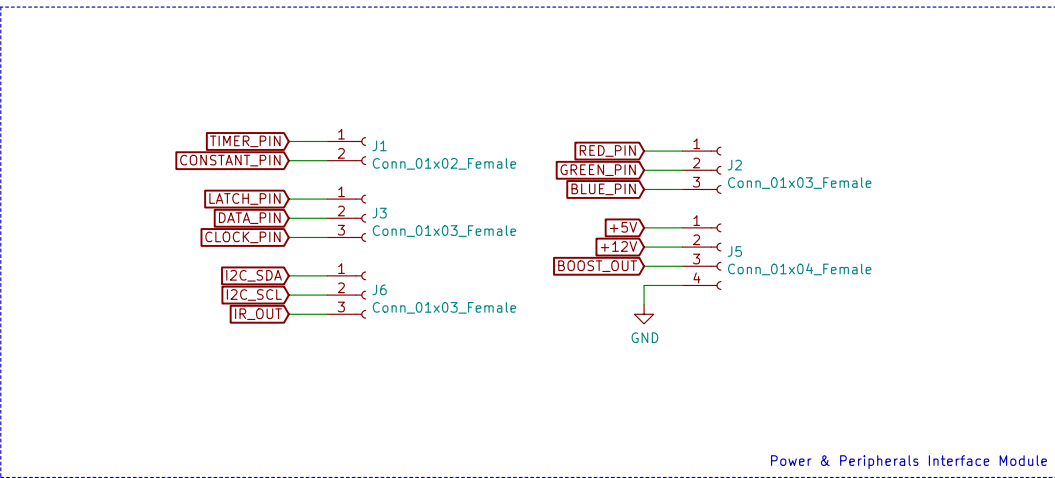 TIMER_PIN 1
CONSTANT_PIN 2
J1
Conn_01x02_Female
LATCH_PIN 1
DATA_PIN 2
CLOCK_PIN 3
J3
Conn_01x03_Female
I2C_SDA 1
I2C_SCL 2
IR_OUT 3
J6
Conn_01x03_Female
RED_PIN 1
GREEN_PIN 2
BLUE_PIN 3
J2
Conn_01x03_Female
+5V 1
+12V 2
BOOST_OUT 3
4
J5
Conn_01x04_Female
GND
Power & Peripherals Interface Module